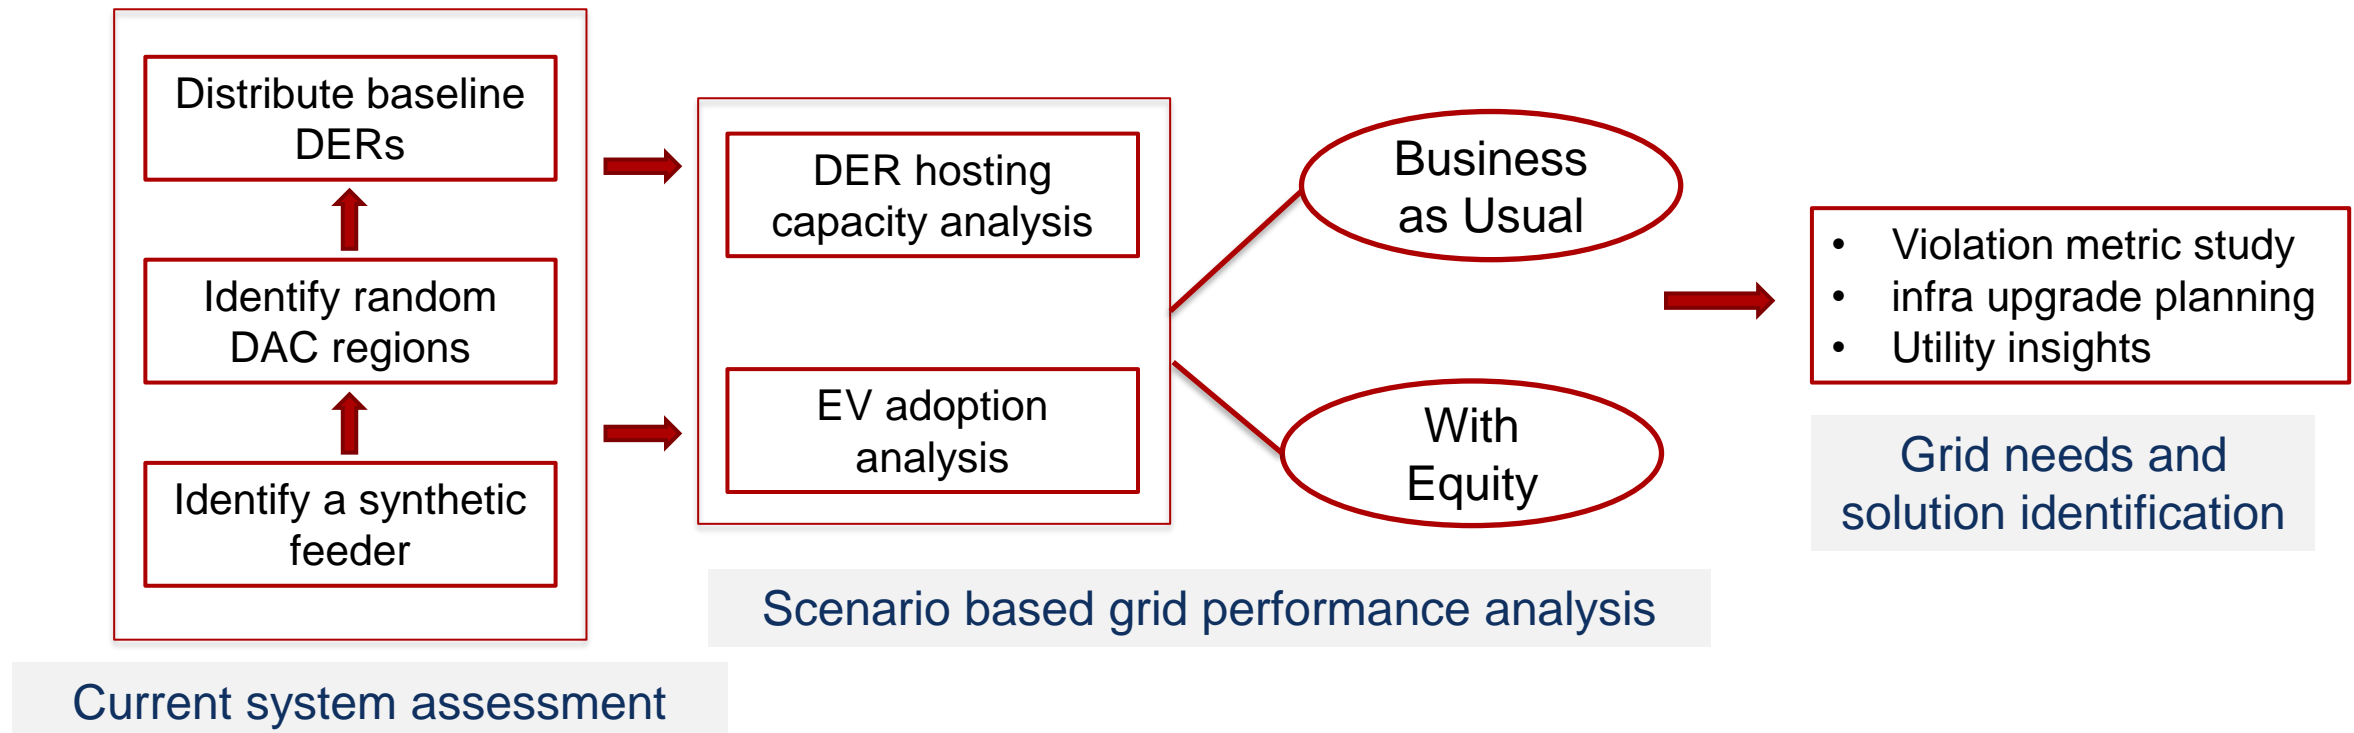 Distribute baseline
DERs
Identify random
DAC regions
Identify a synthetic
feeder
Current system assessment
DER hosting
capacity analysis
EV adoption
analysis
Business
as Usual
With
Equity
Scenario based grid performance analysis
• Violation metric study
• infra upgrade planning
• Utility insights
Grid needs and
solution identification